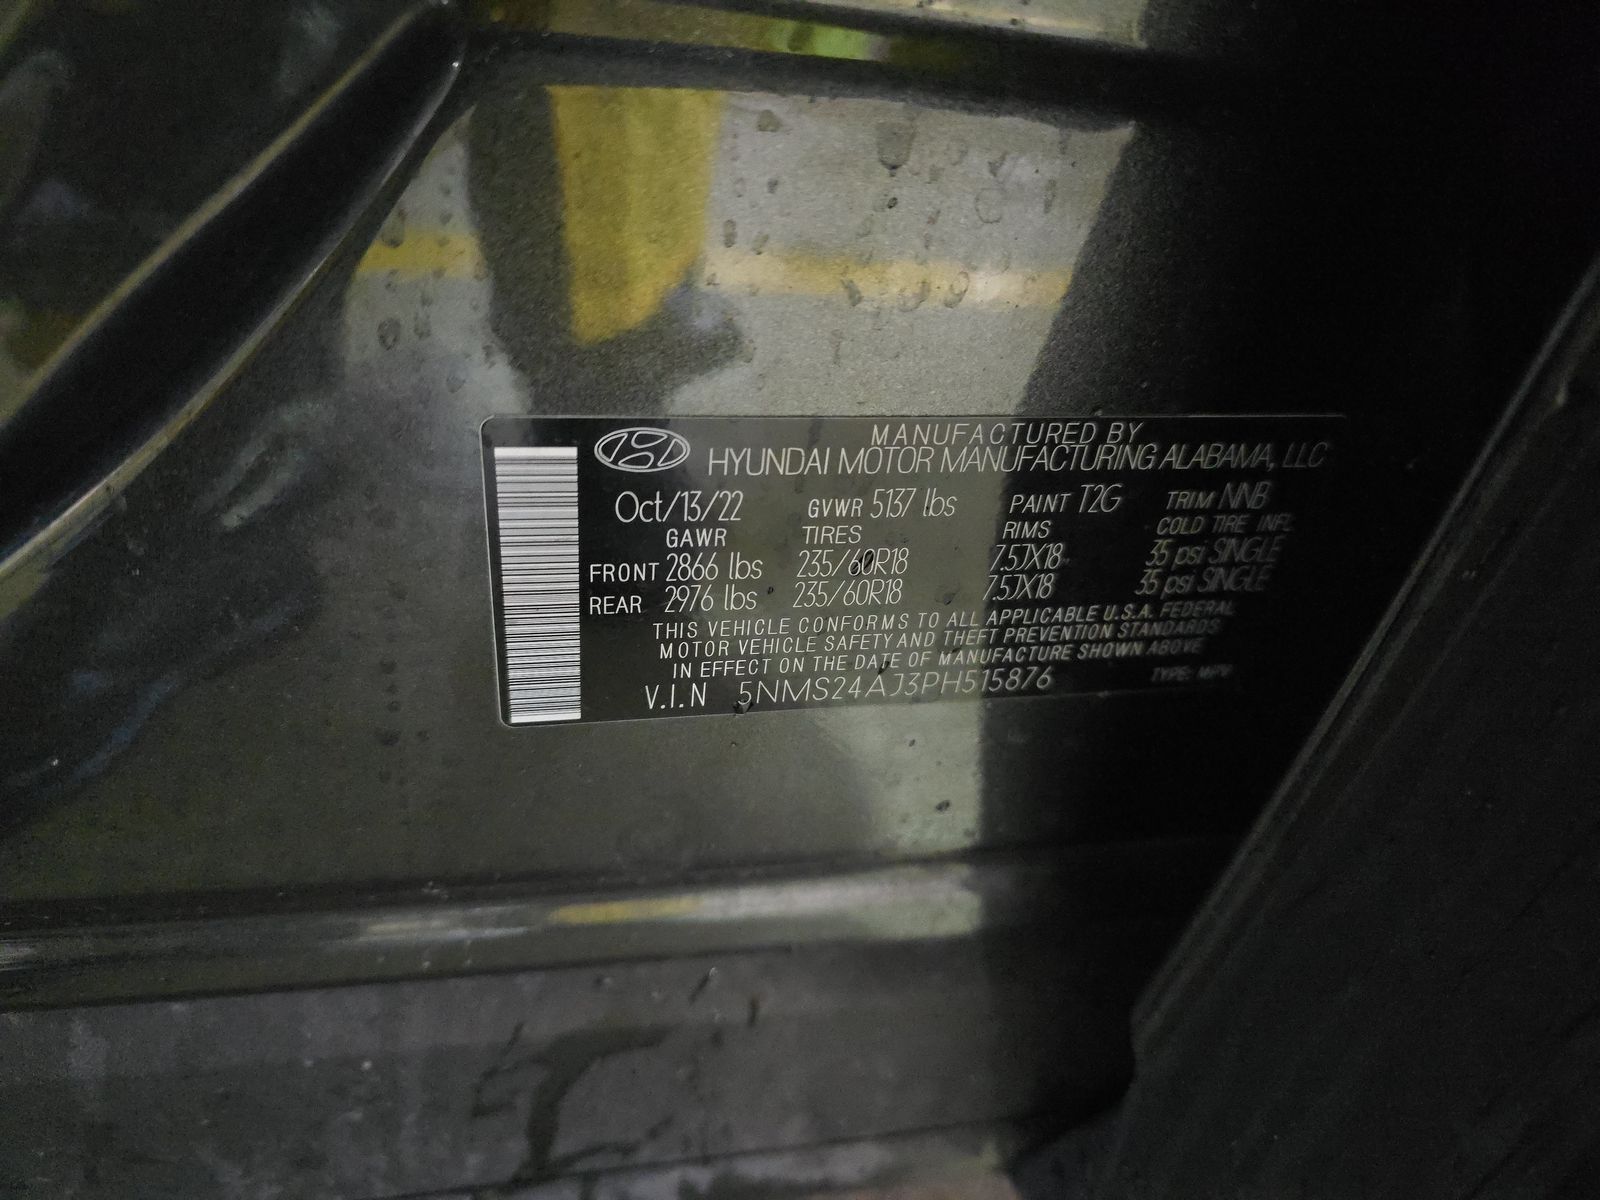 MANUFACTURED BY
HYUNDAI MOTOR MANUFACTURING ALABAMA, LLC
Oct/13/22 GVWR 5137 lbs PAINT T2G TRIM NNB
GAWR TIRES RIMS COLD TIRE INFL
FRONT 2866 lbs 235/60R18 7.5JX18 35 psi SINGLE
REAR 2976 lbs 235/60R18 7.5JX18 35 psi SINGLE
THIS VEHICLE CONFORMS TO ALL APPLICABLE U.S.A. FEDERAL
MOTOR VEHICLE SAFETY AND THEFT PREVENTION STANDARDS
IN EFFECT ON THE DATE OF MANUFACTURE SHOWN ABOVE
V.I.N 5NMS24AJ3PH515876 TYPE: MPV